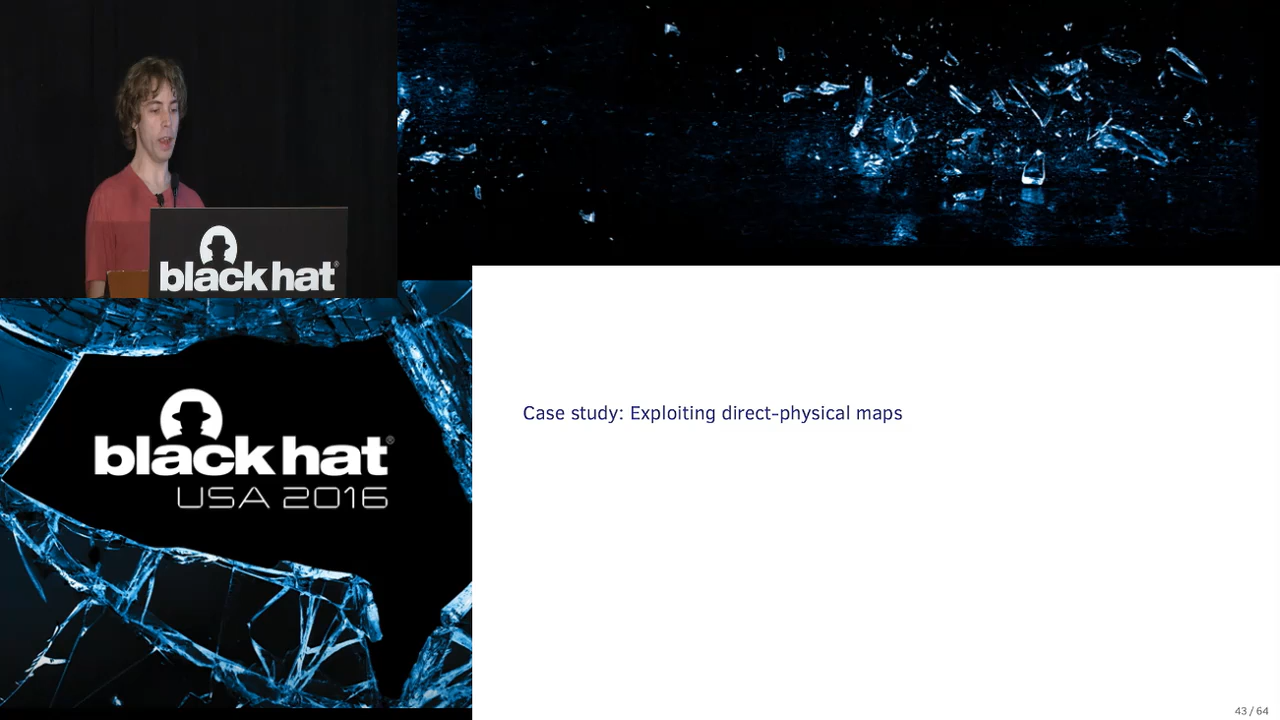 black hat®
black hat®
USA 2016
Case study: Exploiting direct-physical maps
43 / 64